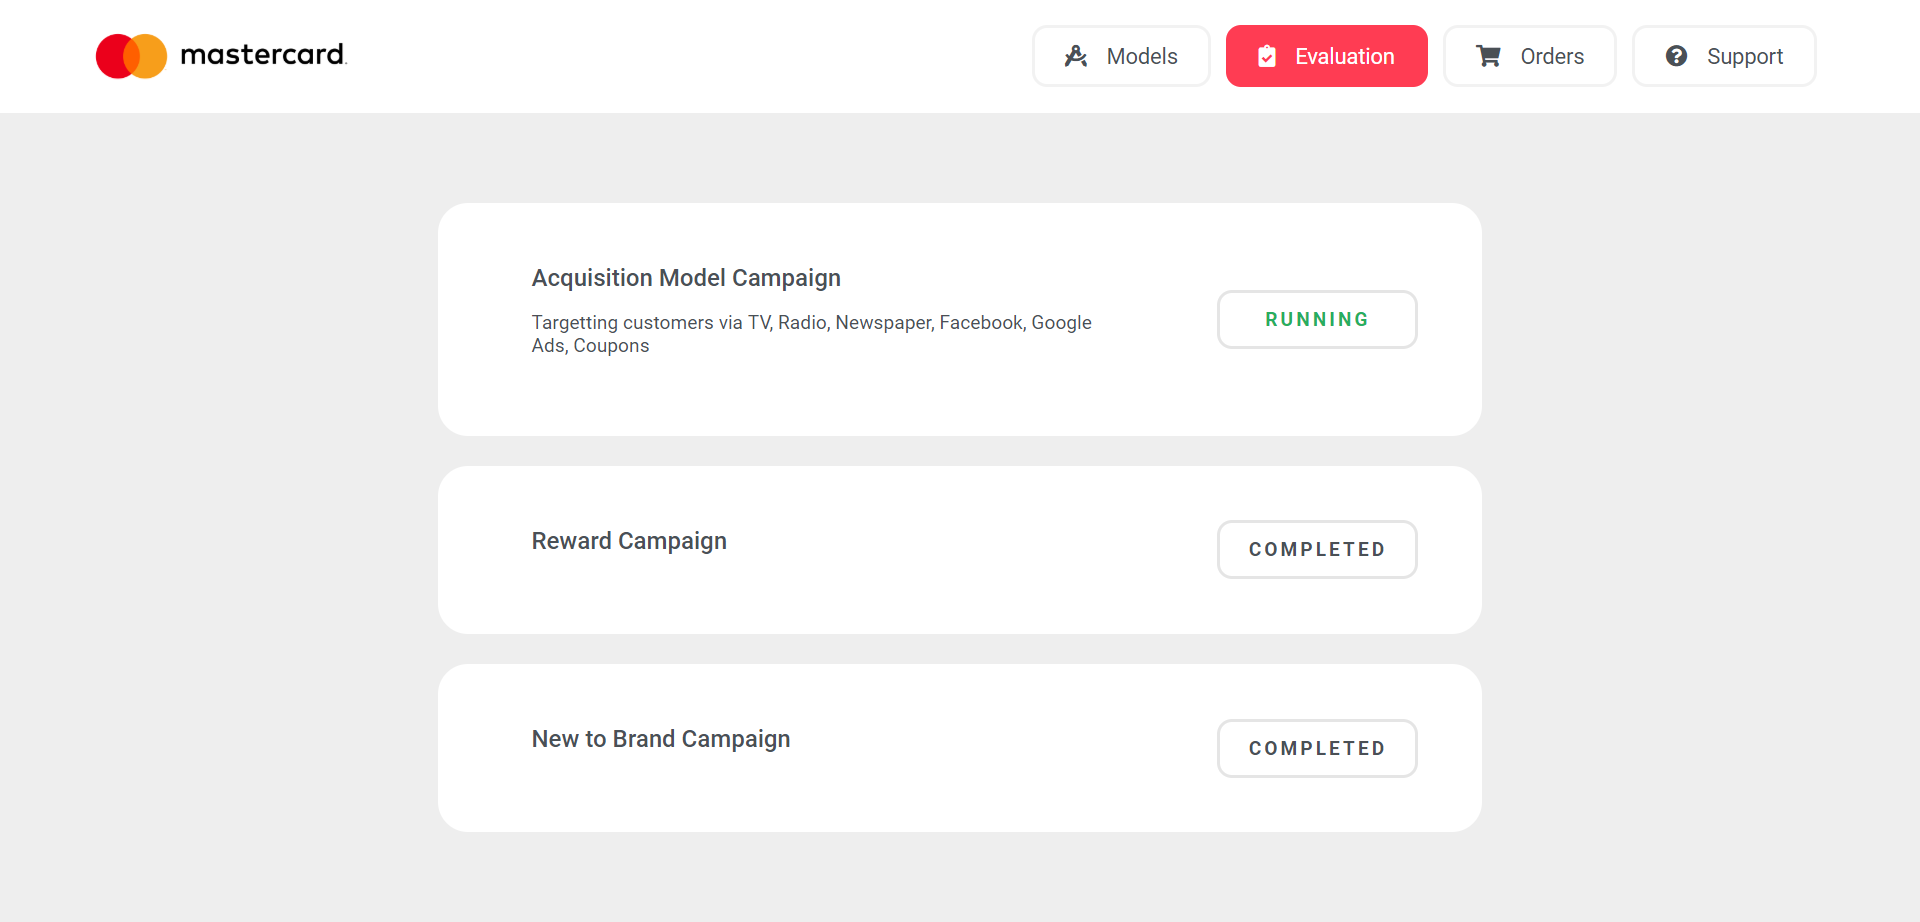 mastercard.
Models
Evaluation
Orders
Support
Acquisition Model Campaign
Targetting customers via TV, Radio, Newspaper, Facebook, Google
Ads, Coupons
RUNNING
Reward Campaign
COMPLETED
New to Brand Campaign
COMPLETED